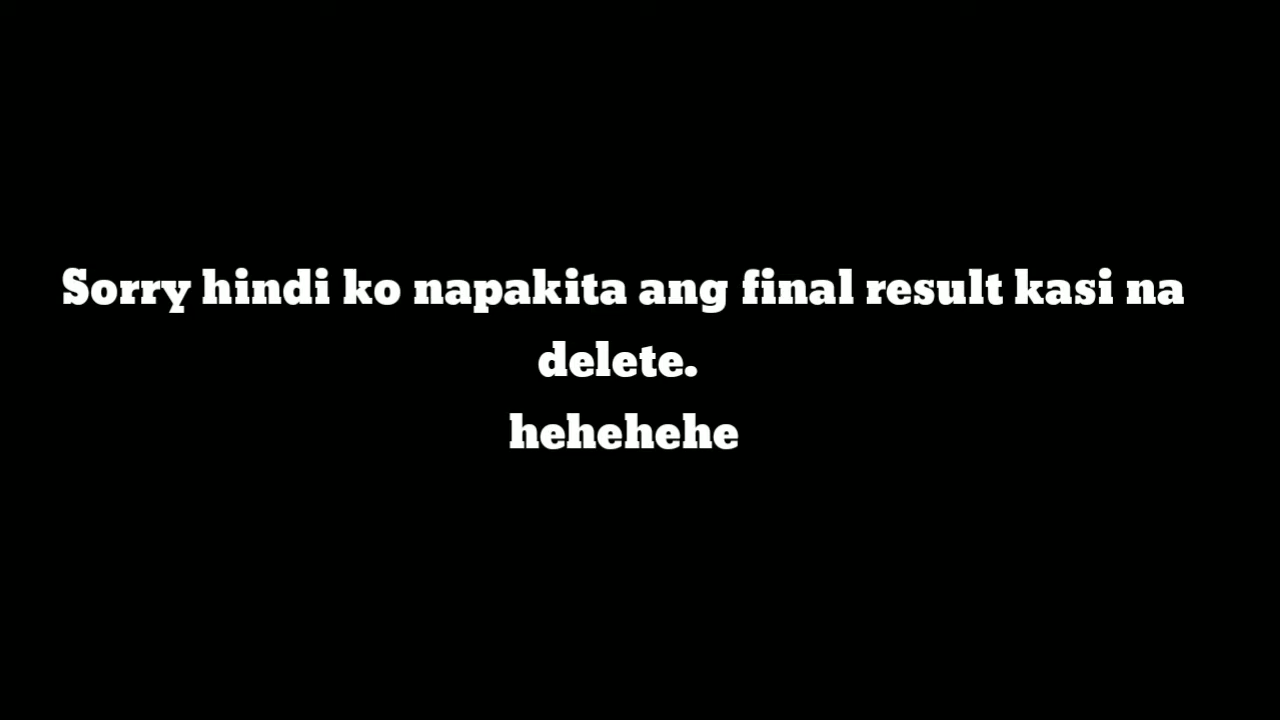 Sorry hindi ko napakita ang final result kasi na
delete.
hehehehe